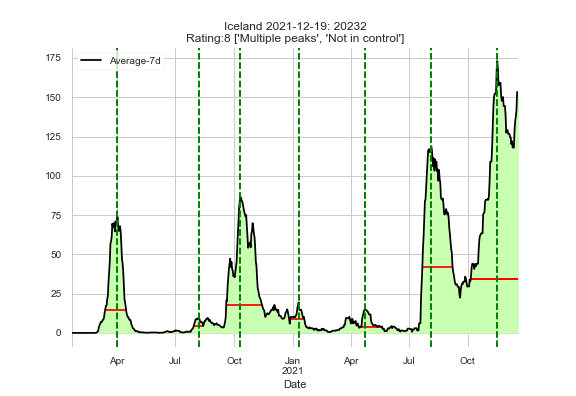 Iceland 2021-12-19: 20232
Rating:8 ['Multiple peaks', 'Not in control']
Average-7d
175
150
125
100
75
50
25
0
Apr Jul Oct Jan Apr Jul Oct
2021
Date